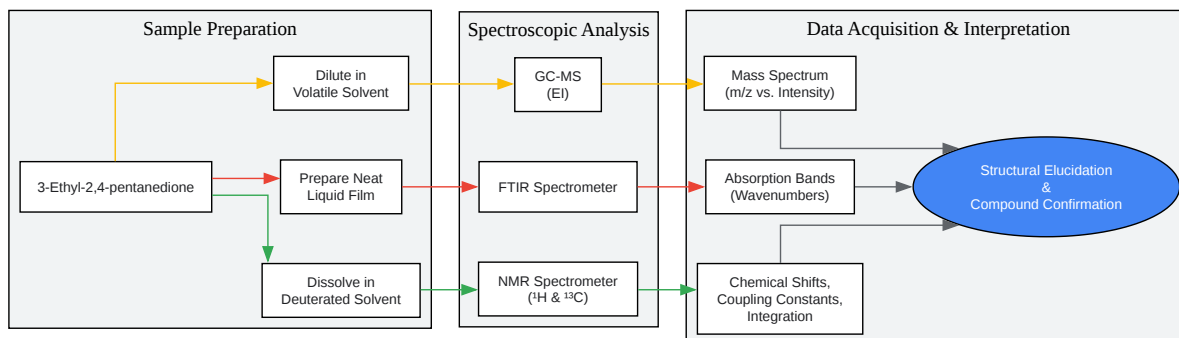 Sample Preparation
Spectroscopic Analysis
Data Acquisition & Interpretation
Dilute in
Volatile Solvent
GC-MS
(EI)
Mass Spectrum
(m/z vs. Intensity)
3-Ethyl-2,4-pentanedione
Prepare Neat
Liquid Film
FTIR Spectrometer
Absorption Bands
(Wavenumbers)
Structural Elucidation
&
Compound Confirmation
Dissolve in
Deuterated Solvent
NMR Spectrometer
(¹H & ¹³C)
Chemical Shifts,
Coupling Constants,
Integration